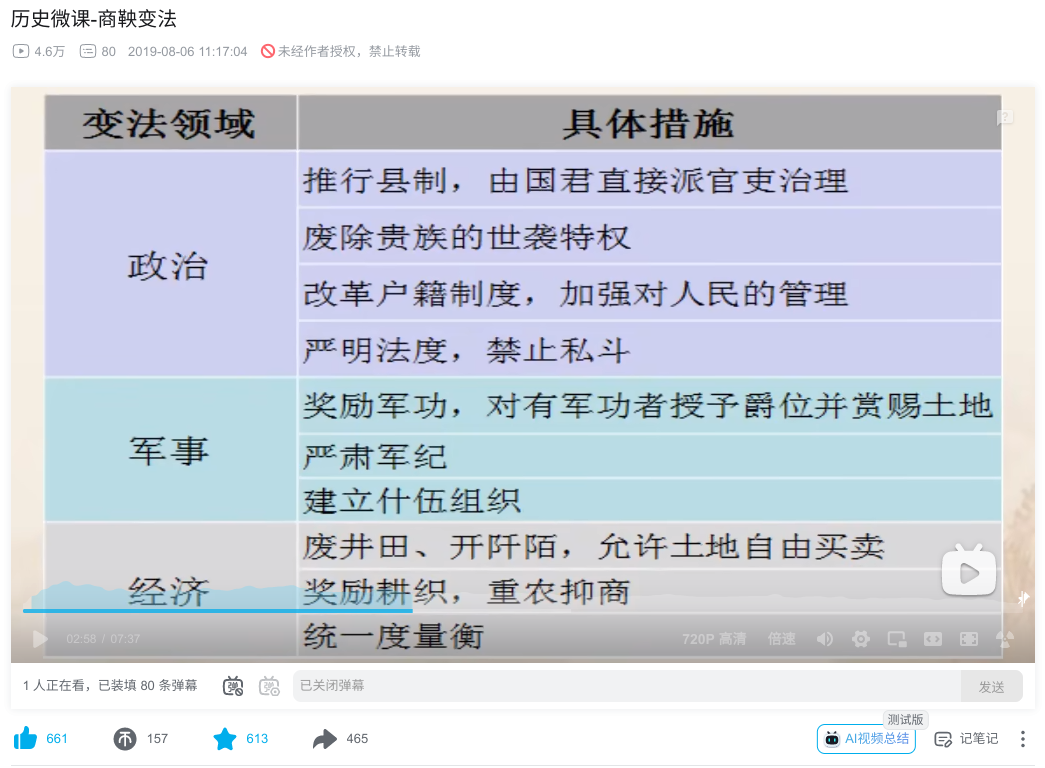 历史微课-商鞅变法
4.6万 80 2019-08-06 11:17:04 未经作者授权，禁止转载
变法领域 具体措施
政治
推行县制，由国君直接派官吏治理
废除贵族的世袭特权
改革户籍制度，加强对人民的管理
严明法度，禁止私斗
军事
奖励军功，对有军功者授予爵位并赏赐土地
严肃军纪
建立什伍组织
经济
废井田、开阡陌，允许土地自由买卖
奖励耕织，重农抑商
统一度量衡
02:58 / 07:37 720P 高清 倍速
1 人正在看，已装填 80 条弹幕 弹 弹 已关闭弹幕 发送
测试版
661 157 613 465 AI视频总结 记笔记